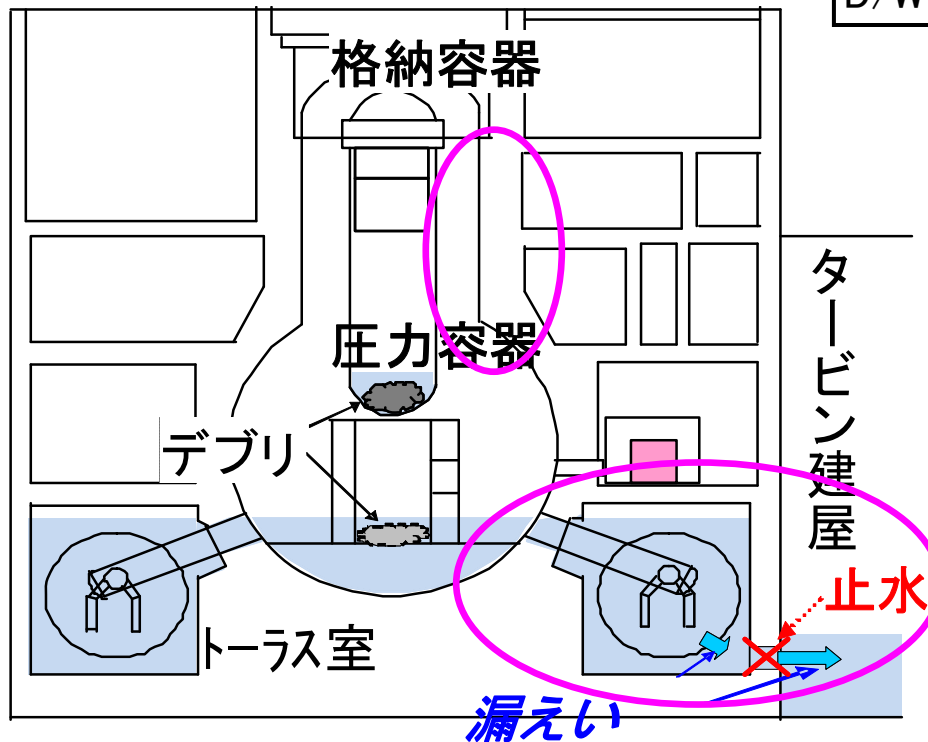 D/W
格納容器
圧力容器
デブリ
タービン建屋
止水
トーラス室
漏えい